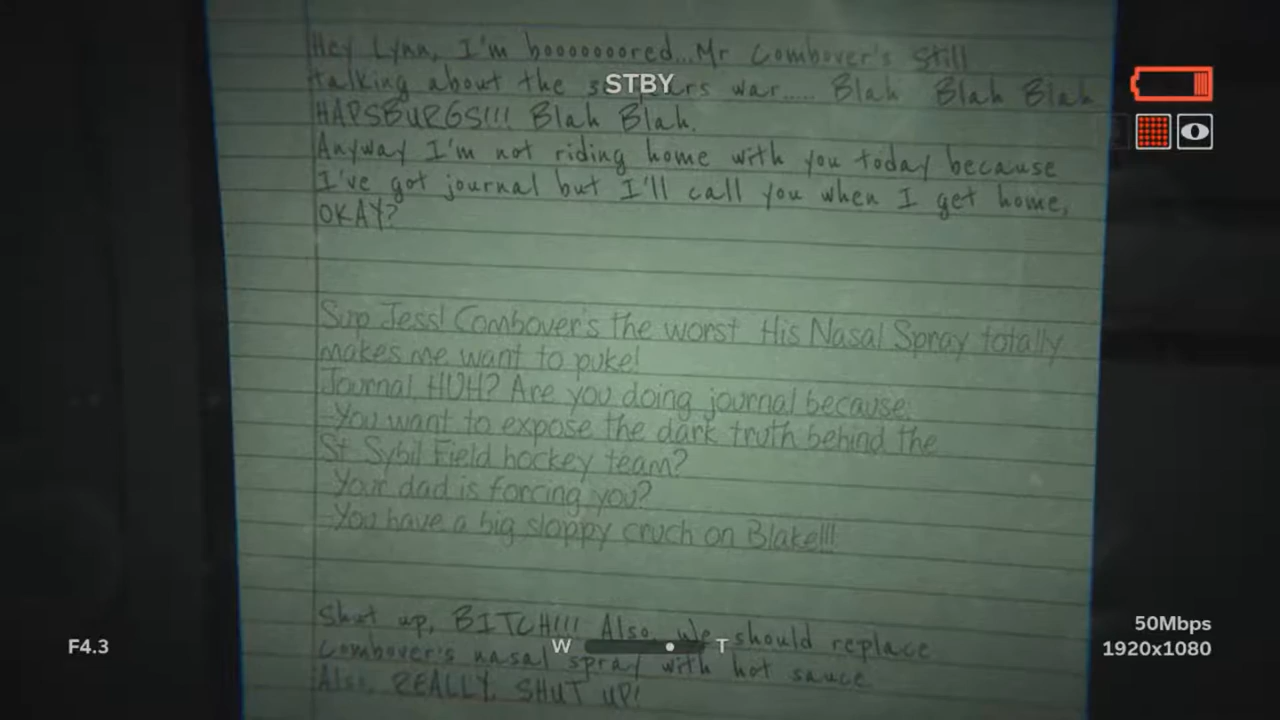 Hey Lynn, I'm booooooored...Mr Combover's still
talking about the war..... Blah Blah Blah
HAPSBURGS!!! Blah Blah.
Anyway I'm not riding home with you today because
I've got journal but I'll call you when I get home,
OKAY?
Sup Jess! Combover's the worst His Nasal Spray totally
makes me want to puke!
Journal, HUH? Are you doing journal because
-You want to expose the dark truth behind the
St Sybil Field hockey team?
-Your dad is forcing you?
-You have a big sloppy cruch on Blake!!!
Shut up, BITCH!!! Also, we should replace
combover's nasal spray with hot sauce
Also, REALLY, SHUT UP!
STBY
F4.3
W T
50Mbps
1920x1080